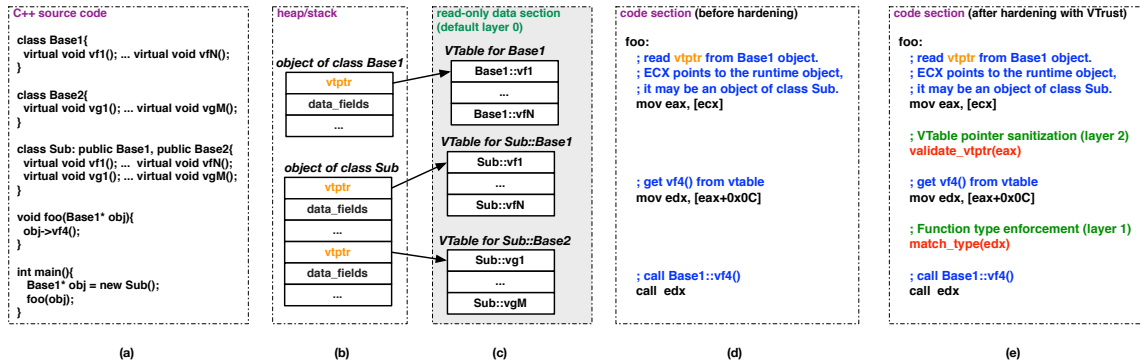 C++ source code
class Base1{
virtual void vf1(); ... virtual void vfN();
}
class Base2{
virtual void vg1(); ... virtual void vgM();
}
class Sub: public Base1, public Base2{
virtual void vf1(); ... virtual void vfN();
virtual void vg1(); ... virtual void vgM();
}
void foo(Base1* obj){
obj->vf4();
}
int main(){
Base1* obj = new Sub();
foo(obj);
}
(a)
heap/stack
object of class Base1
vtptr
data_fields
...
object of class Sub
vtptr
data_fields
...
vtptr
data_fields
...
(b)
read-only data section
(default layer 0)
VTable for Base1
Base1::vf1
...
Base1::vfN
VTable for Sub::Base1
Sub::vf1
...
Sub::vfN
VTable for Sub::Base2
Sub::vg1
...
Sub::vgM
(c)
code section (before hardening)
foo:
; read vtptr from Base1 object.
; ECX points to the runtime object,
; it may be an object of class Sub.
mov eax, [ecx]
; get vf4() from vtable
mov edx, [eax+0x0C]
; call Base1::vf4()
call edx
(d)
code section (after hardening with VTrust)
foo:
; read vtptr from Base1 object.
; ECX points to the runtime object,
; it may be an object of class Sub.
mov eax, [ecx]
; VTable pointer sanitization (layer 2)
validate_vtptr(eax)
; get vf4() from vtable
mov edx, [eax+0x0C]
; Function type enforcement (layer 1)
match_type(edx)
; call Base1::vf4()
call edx
(e)